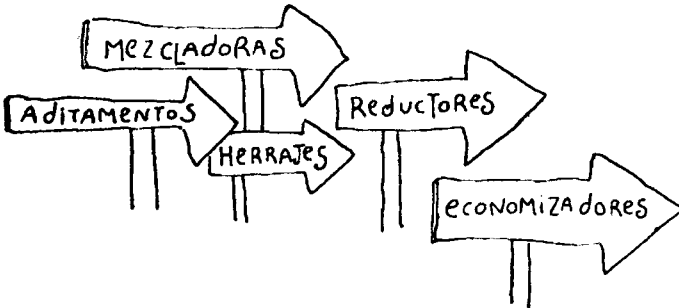 MEZCLADORAS
ADITAMENTOS
REDUCTORES
HERRAJES
ECONOMIZADORES